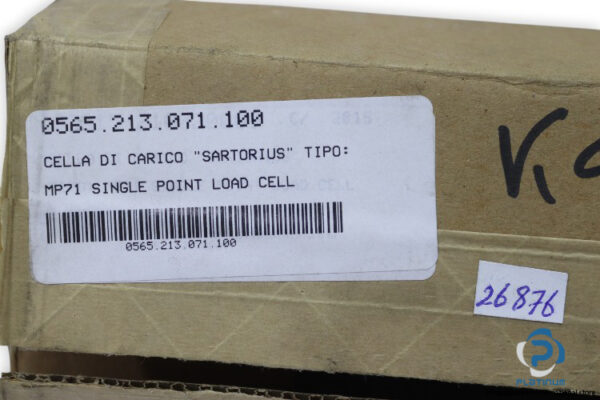 0565.213.071.100
CELLA DI CARICO "SARTORIUS" TIPO:
MP71 SINGLE POINT LOAD CELL
0565.213.071.100
26876
PLATINUM